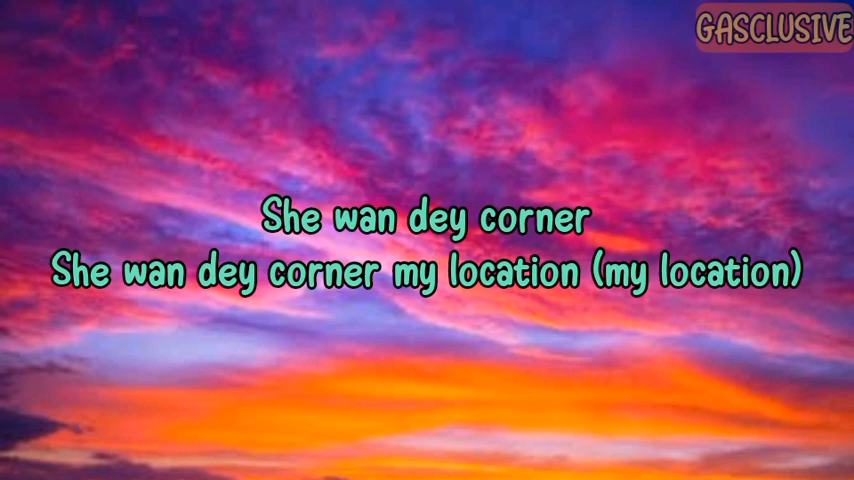 GASCLUSIVE
She wan dey corner
She wan dey corner my location (my location)